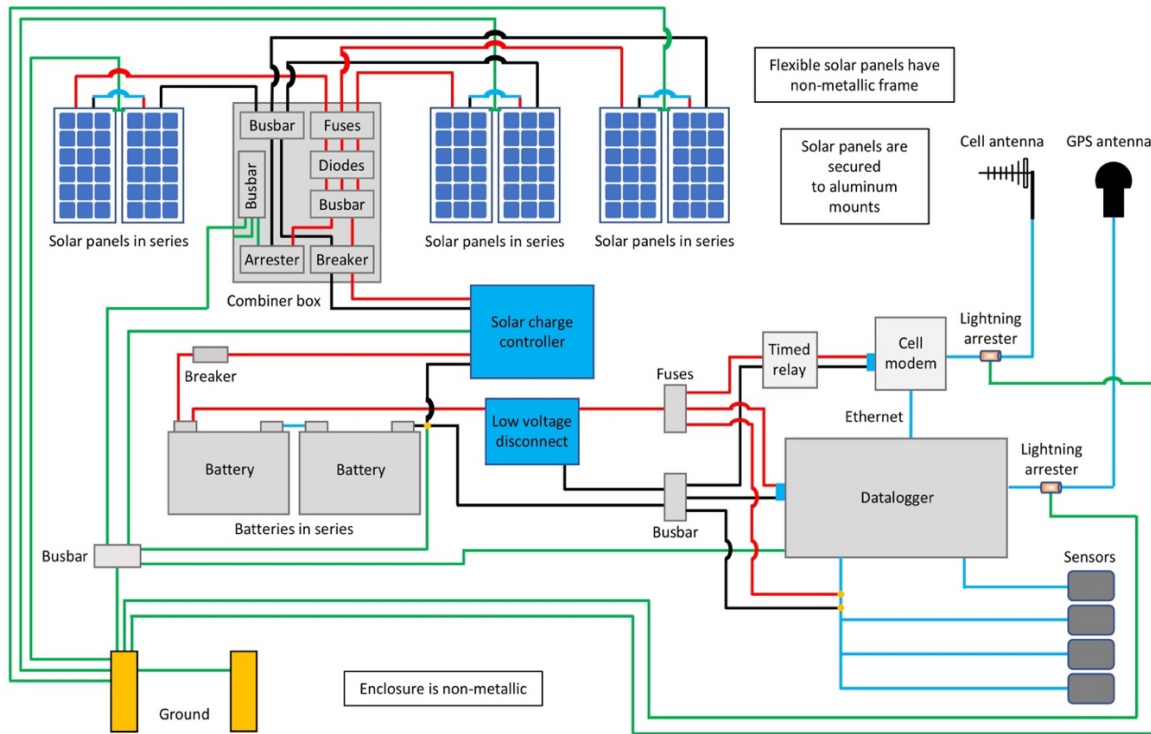 Flexible solar panels have
non-metallic frame
Solar panels are
secured
to aluminum
mounts
Cell antenna
GPS antenna
Busbar
Fuses
Busbar
Diodes
Busbar
Arrester
Breaker
Combiner box
Solar panels in series
Solar panels in series
Solar panels in series
Solar charge
controller
Breaker
Timed
relay
Cell
modem
Lightning
arrester
Fuses
Ethernet
Low voltage
disconnect
Battery
Battery
Batteries in series
Datalogger
Lightning
arrester
Busbar
Busbar
Sensors
Ground
Enclosure is non-metallic